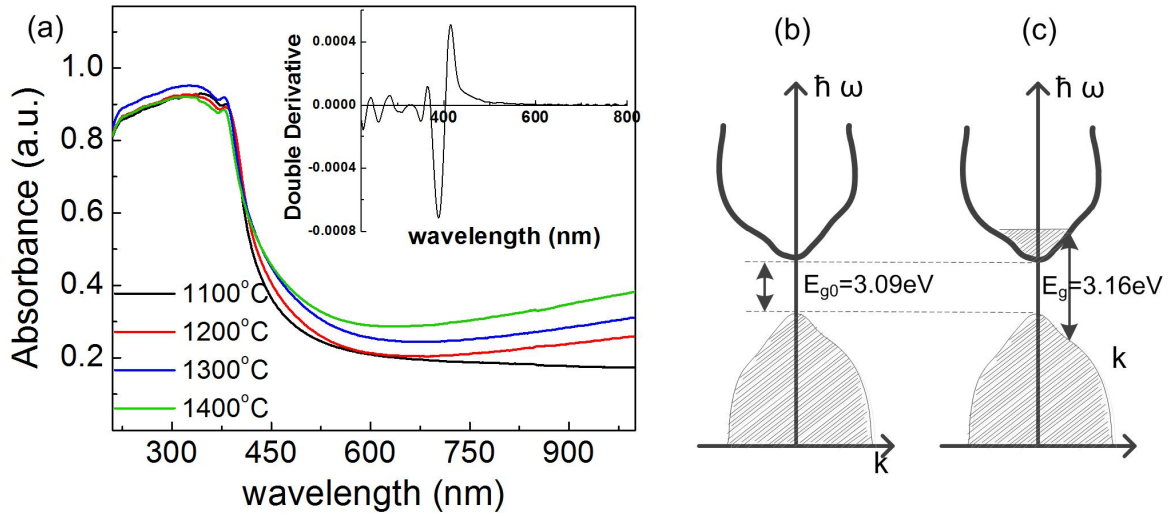 (a)
Absorbance (a.u.)
1.0
0.8
0.6
0.4
0.2
300
450
600
750
900
wavelength (nm)
1100°C
1200°C
1300°C
1400°C
Double Derivative
0.0004
0.0000
-0.0004
-0.0008
400
600
800
wavelength (nm)
(b)
ħ ω
E_g0=3.09eV
k
(c)
ħ ω
E_g=3.16eV
k